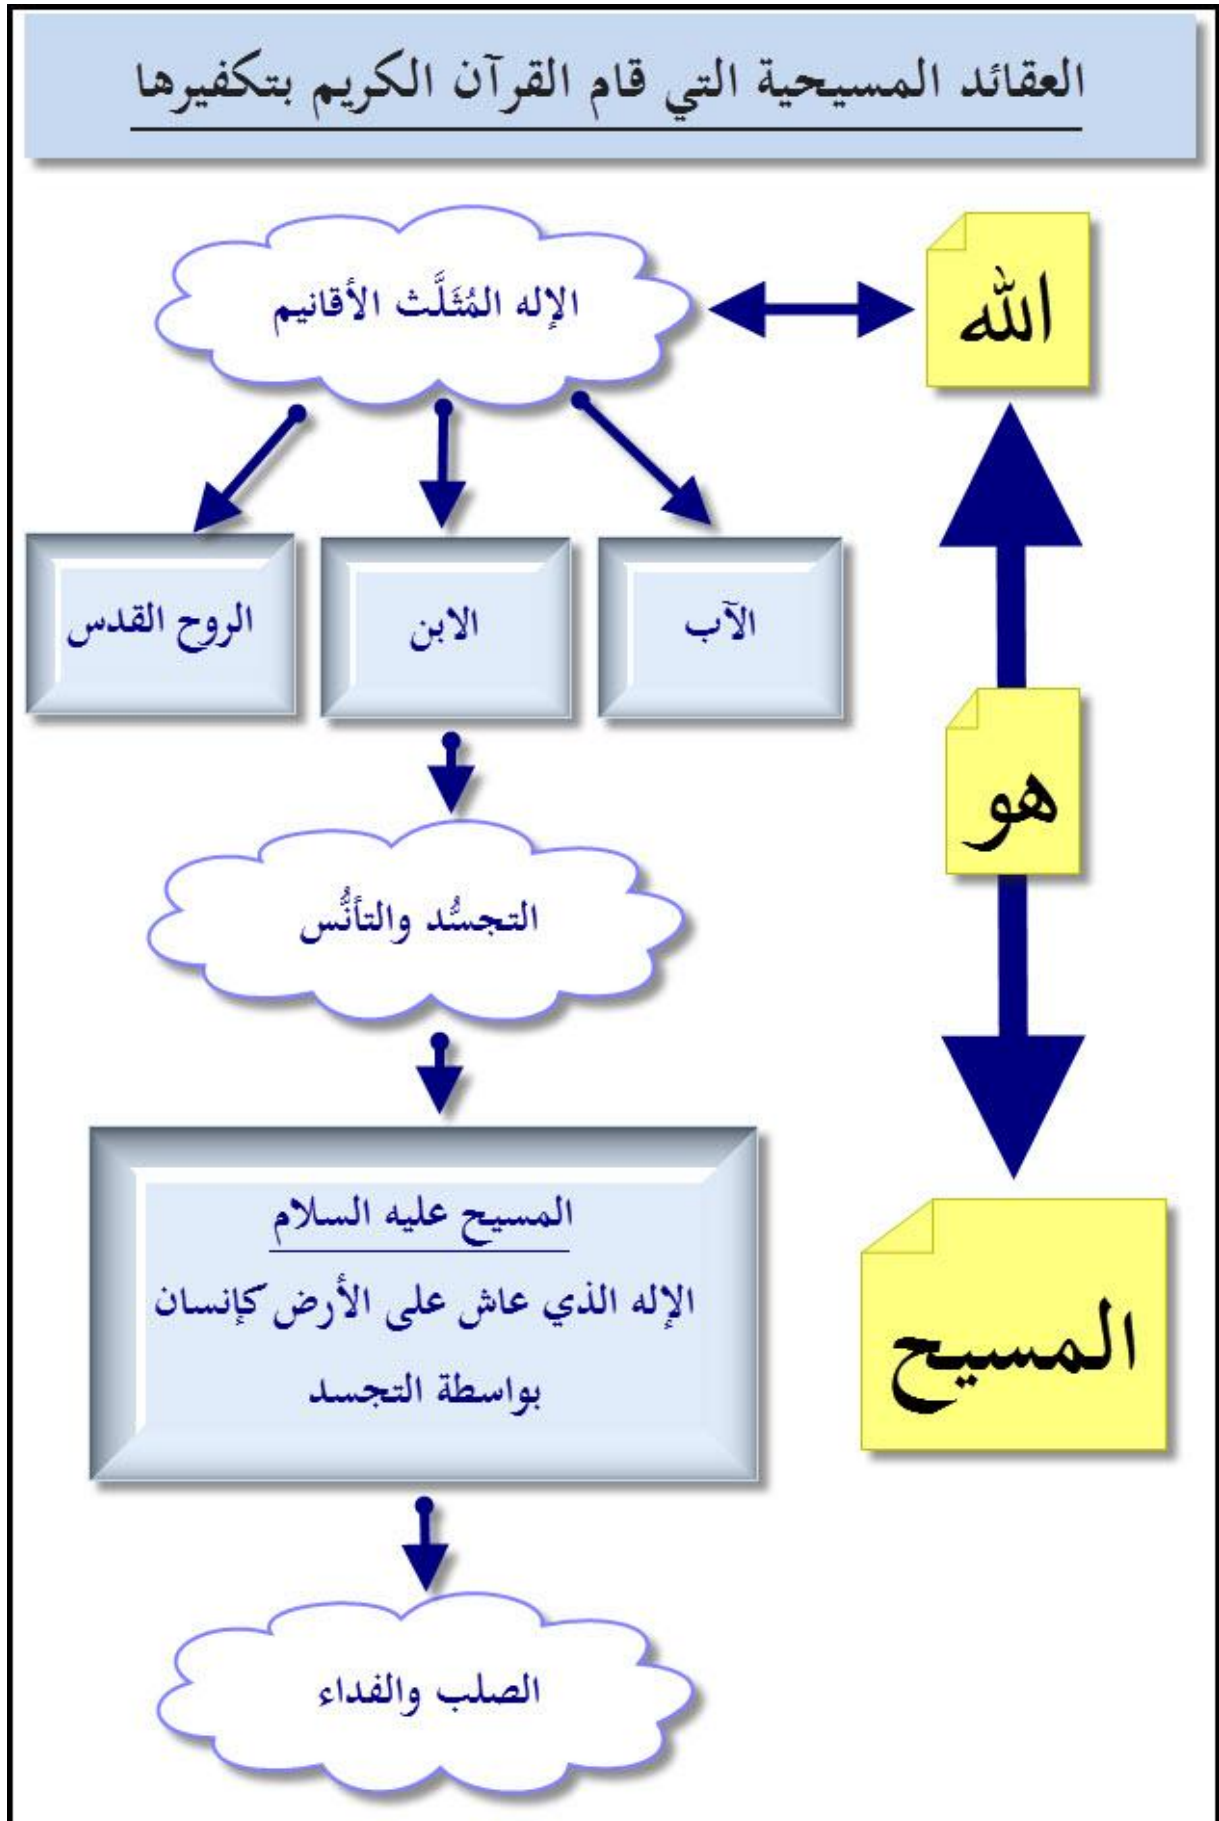 العقائد المسيحية التي قام القرآن الكريم بتكفيرها
الله
الإله المُثَلَّث الأقانيم
الآب
الابن
الروح القدس
هو
التجسُّد والتأنُّس
المسيح عليه السلام
الإله الذي عاش على الأرض كإنسان
بواسطة التجسد
المسيح
الصلب والفداء